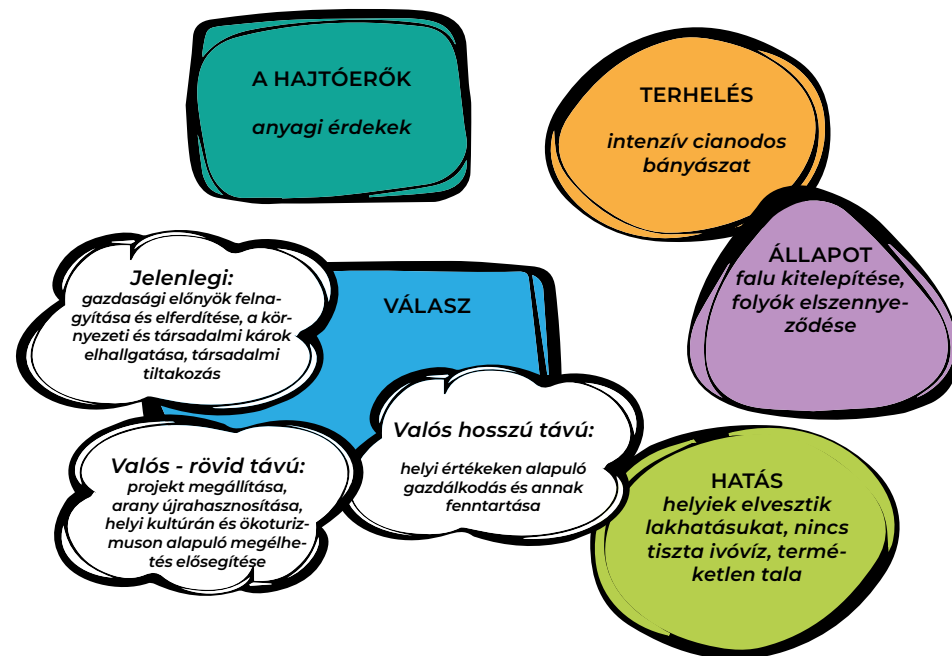 A HAJTÓERŐK
anyagi érdekek
TERHELÉS
intenzív cianodos
bányászat
ÁLLAPOT
falu kitelepítése,
folyók elszennye-
ződése
HATÁS
helyiek elvesztik
lakhatásukat, nincs
tiszta ivóvíz, termé-
ketlen tala
VÁLASZ
Jelenlegi:
gazdasági előnyök felna-
gyítása és elferdítése, a kör-
nyezeti és társadalmi károk
elhallgatása, társadalmi
tiltakozás
Valós - rövid távú:
projekt megállítása,
arany újrahasznosítása,
helyi kultúrán és ökoturiz-
muson alapuló megélhe-
tés elősegítése
Valós hosszú távú:
helyi értékeken alapuló
gazdálkodás és annak
fenntartása